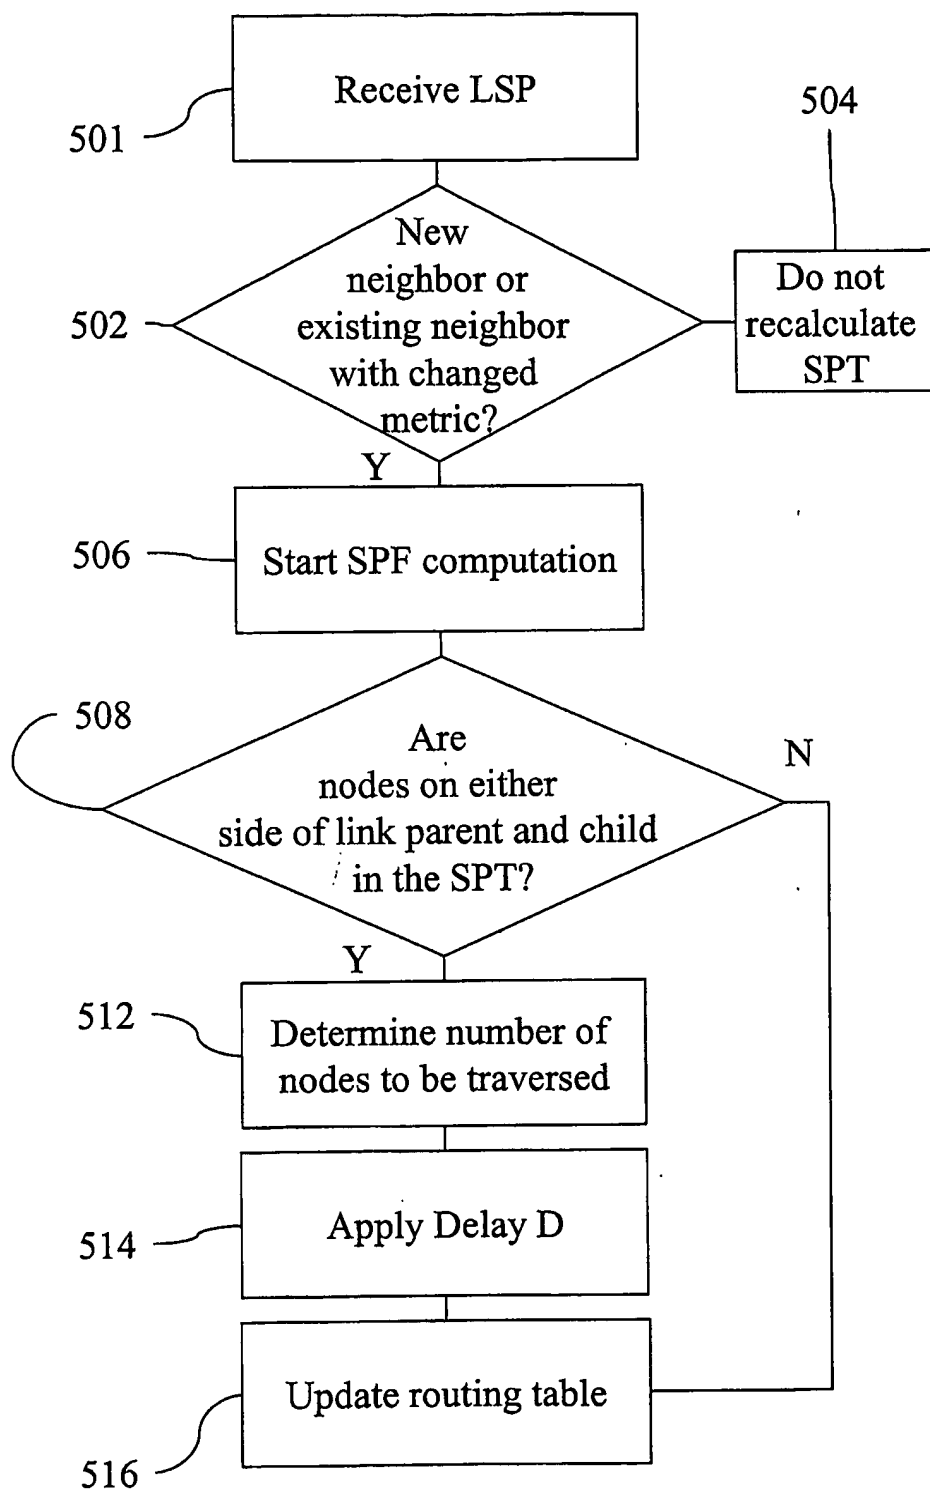 Receive LSP
501
504
New
neighbor or
existing neighbor
with changed
metric?
502
Do not
recalculate
SPT
Y
506
Start SPF computation
508
Are
nodes on either
side of link parent and child
in the SPT?
N
Y
512
Determine number of
nodes to be traversed
514
Apply Delay D
Update routing table
516